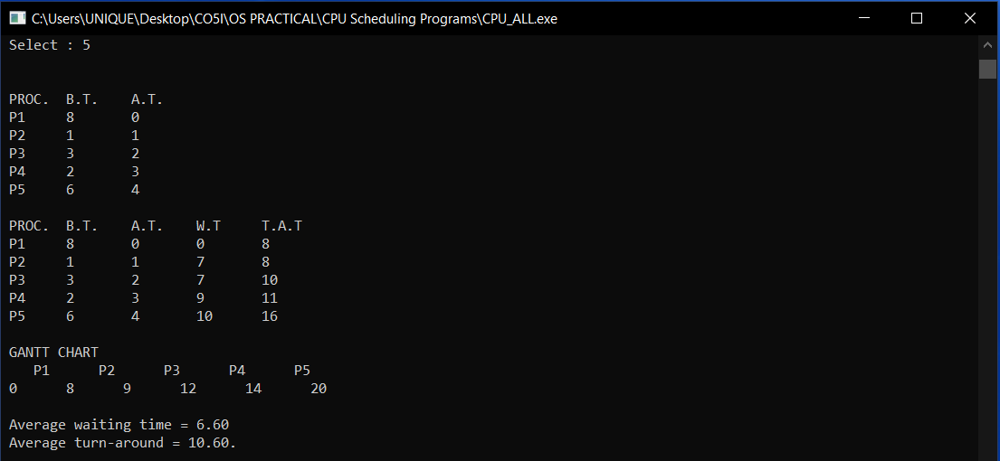 C:\Users\UNIQUE\Desktop\CO5I\OS PRACTICAL\CPU Scheduling Programs\CPU_ALL.exe
Select : 5
PROC. B.T. A.T.
P1 8 0
P2 1 1
P3 3 2
P4 2 3
P5 6 4
PROC. B.T. A.T. W.T T.A.T
P1 8 0 0 8
P2 1 1 7 8
P3 3 2 7 10
P4 2 3 9 11
P5 6 4 10 16
GANTT CHART
P1 P2 P3 P4 P5
0 8 9 12 14 20
Average waiting time = 6.60
Average turn-around = 10.60.